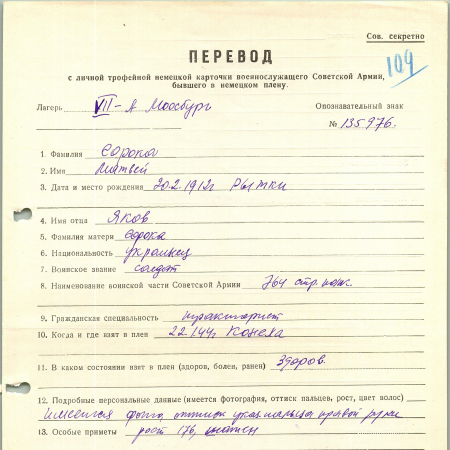 Сов. секретно
104
ПЕРЕВОД
с личной трофейной немецкой карточки военнослужащего Советской Армии,
бывшего в немецком плену.
Лагерь VII-А Моосбург Опознавательный знак
№ 135976.
1. Фамилия Сорока
2. Имя Матвей
3. Дата и место рождения 20.2.1912г Рытки
4. Имя отца Яков
5. Фамилия матери Сорока
6. Национальность украинец
7. Воинское звание солдат
8. Наименование воинской части Советской Армии 764 стр. полк.
9. Гражданская специальность тракторист
10. Когда и где взят в плен Конела
11. В каком состоянии взят в плен (здоров, болен, ранен) Здоров.
12. Подробные персональные данные (имеется фотография, оттиск пальцев, рост, цвет волос)
Имеется фото, оттиск указ. пальца правой руки
13. Особые приметы рост 176,